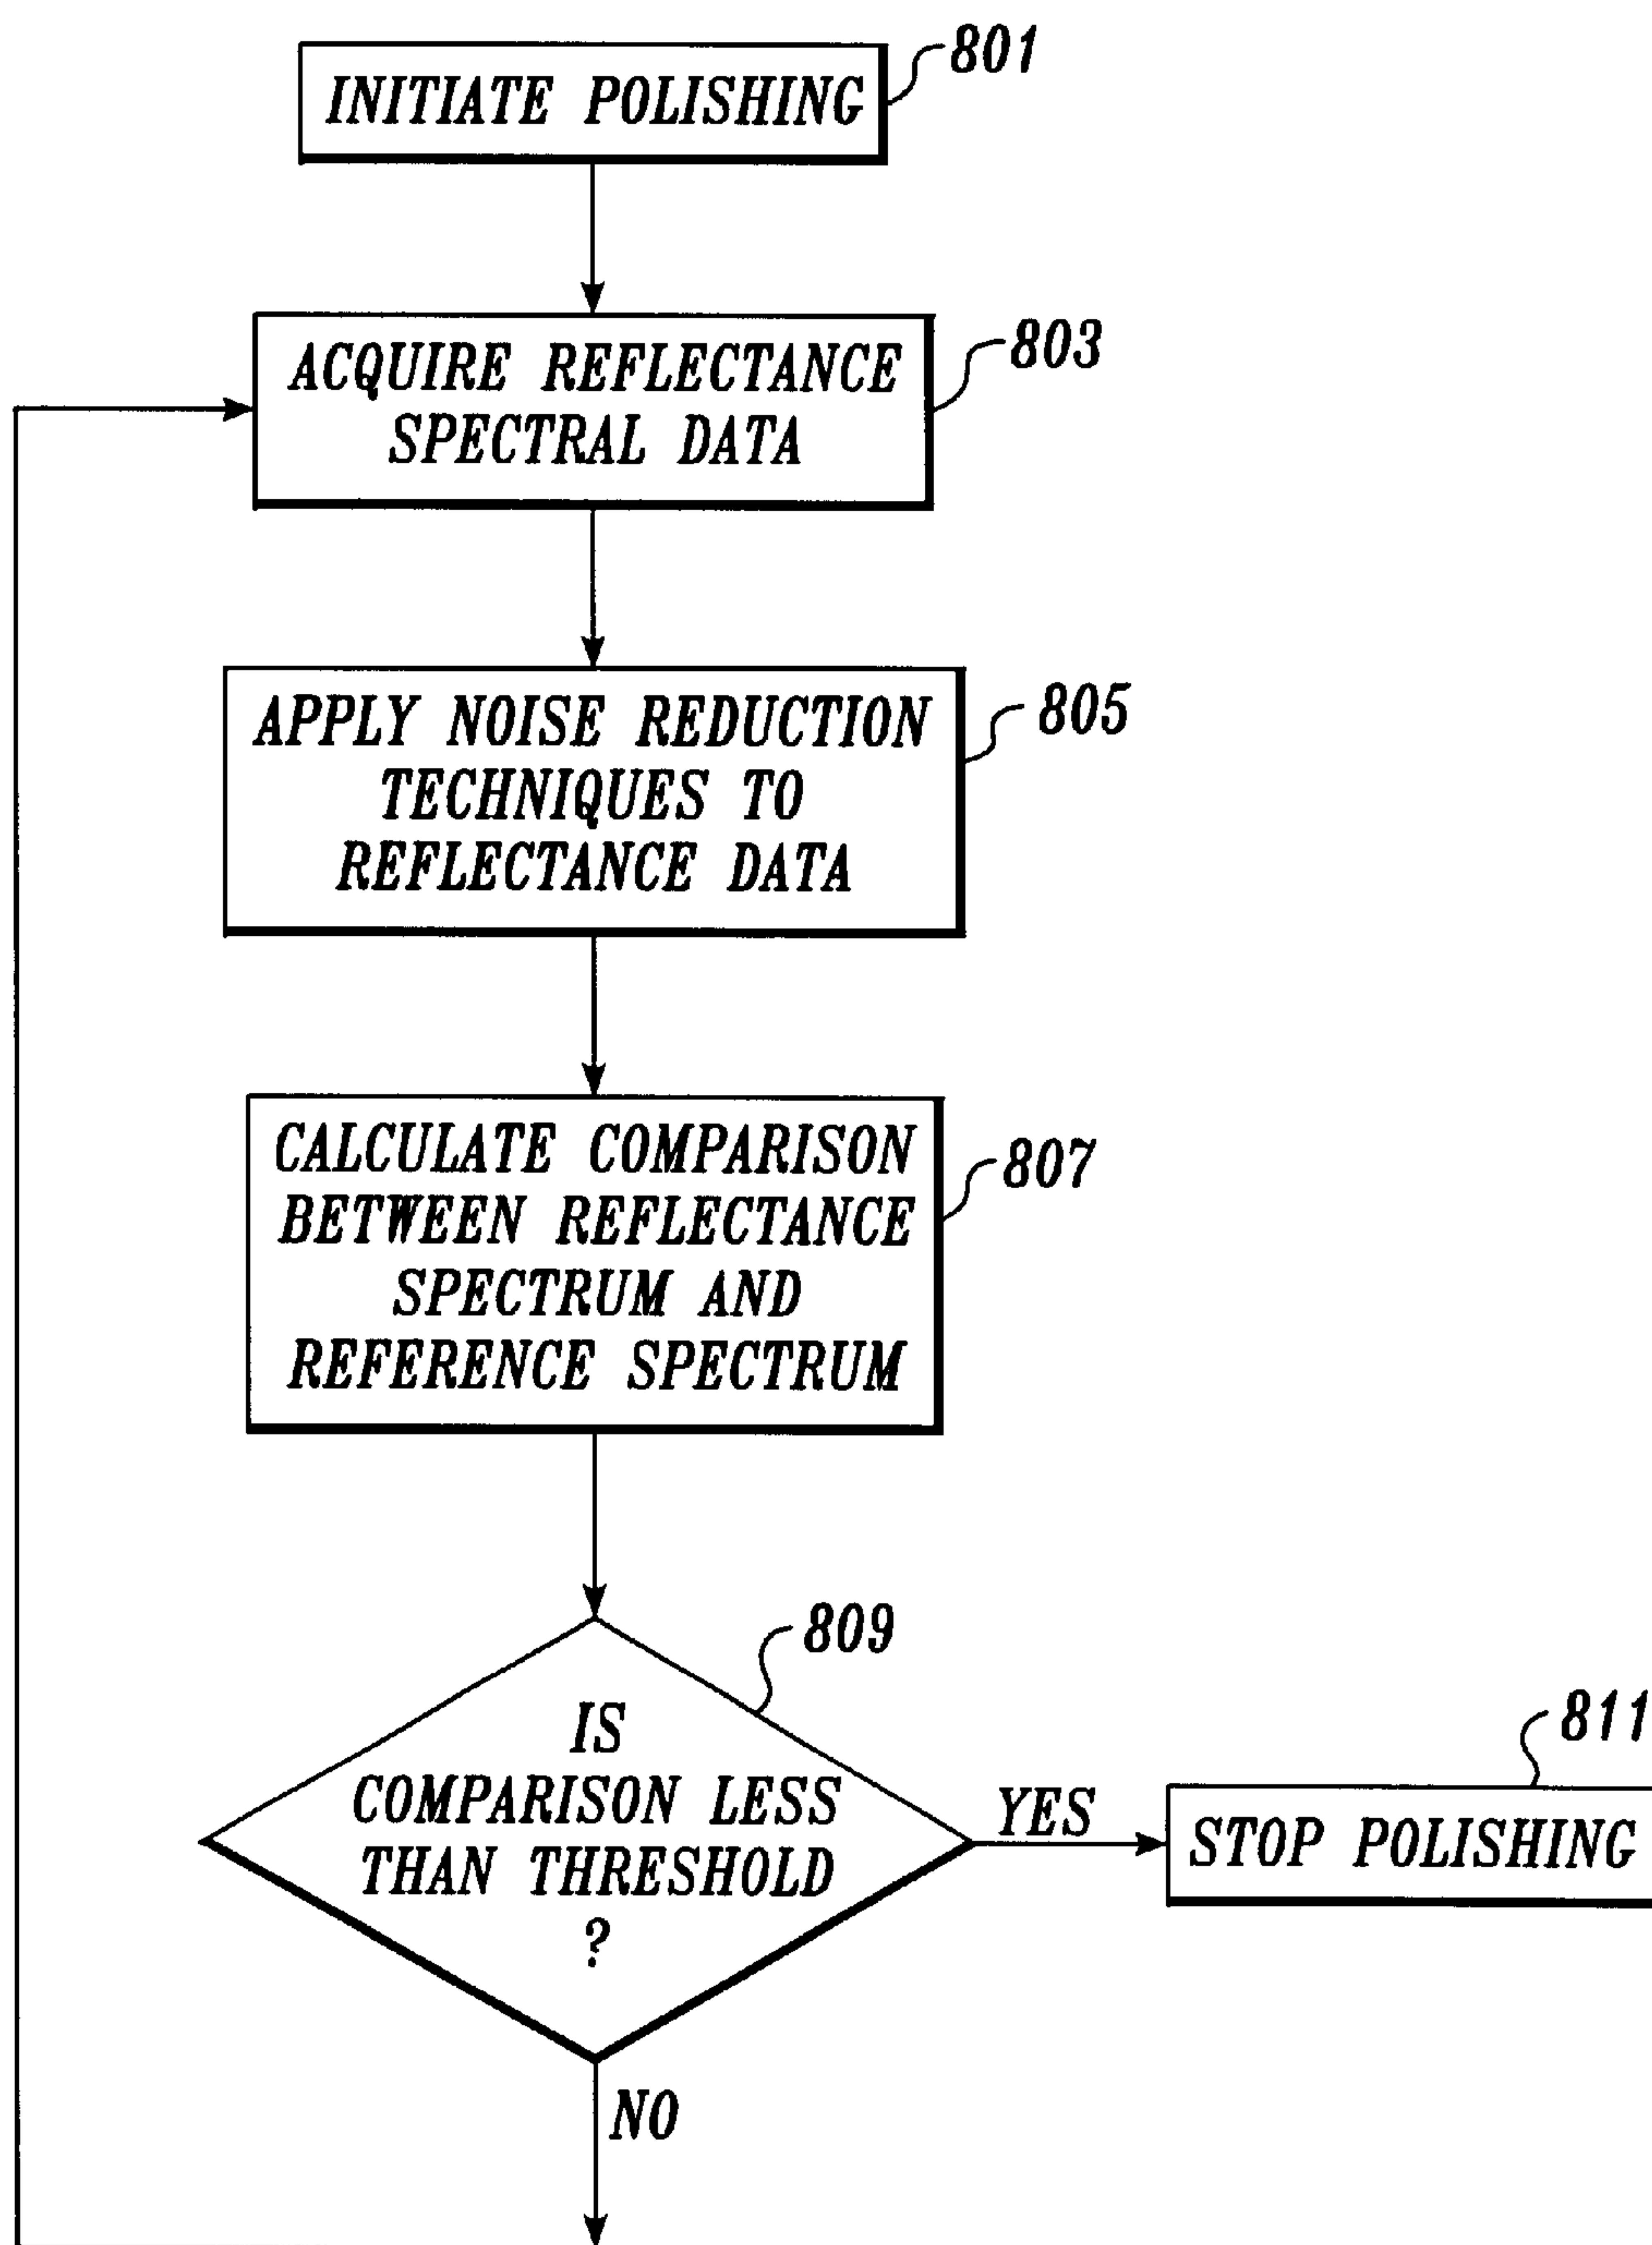 INITIATE POLISHING
801
ACQUIRE REFLECTANCE
SPECTRAL DATA
803
APPLY NOISE REDUCTION
TECHNIQUES TO
REFLECTANCE DATA
805
CALCULATE COMPARISON
BETWEEN REFLECTANCE
SPECTRUM AND
REFERENCE SPECTRUM
807
809
IS
COMPARISON LESS
THAN THRESHOLD
?
YES
811
STOP POLISHING
NO